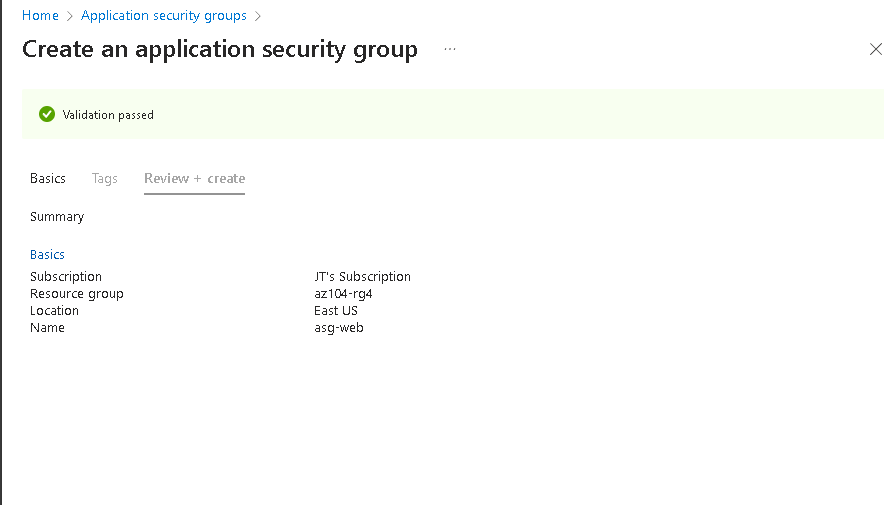 Home > Application security groups >
Create an application security group ...
Validation passed
Basics Tags Review + create
Summary
Basics
Subscription JT's Subscription
Resource group az104-rg4
Location East US
Name asg-web